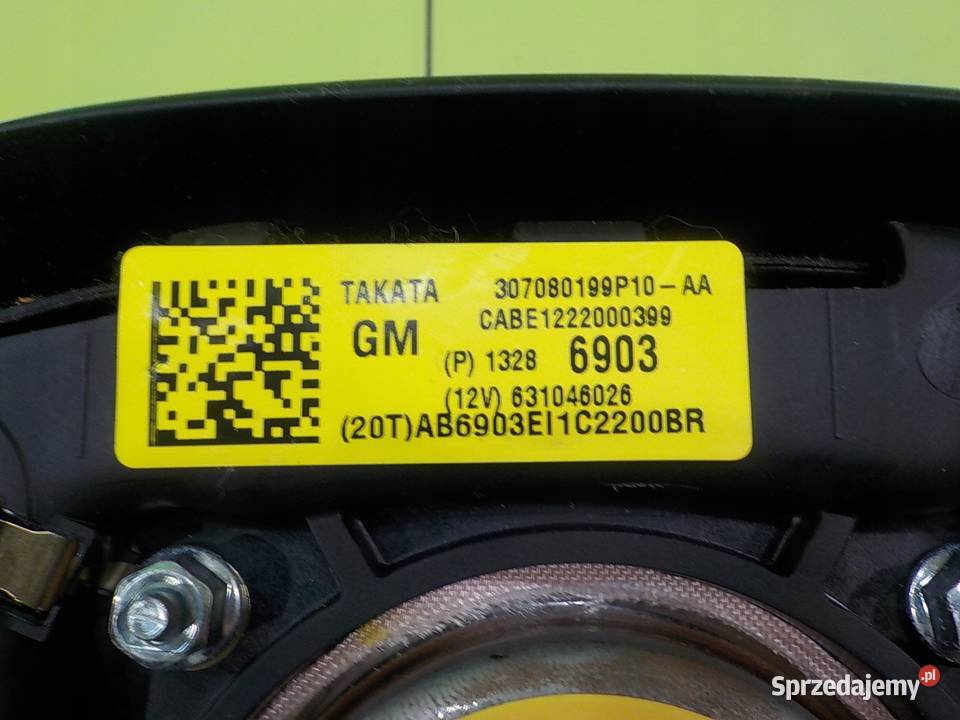 TAKATA 307080199P10-AA
CABE1222000399
GM (P) 1328 6903
(12V) 631046026
(20T)AB6903EI1C2200BR
Sprzedajemy.pl